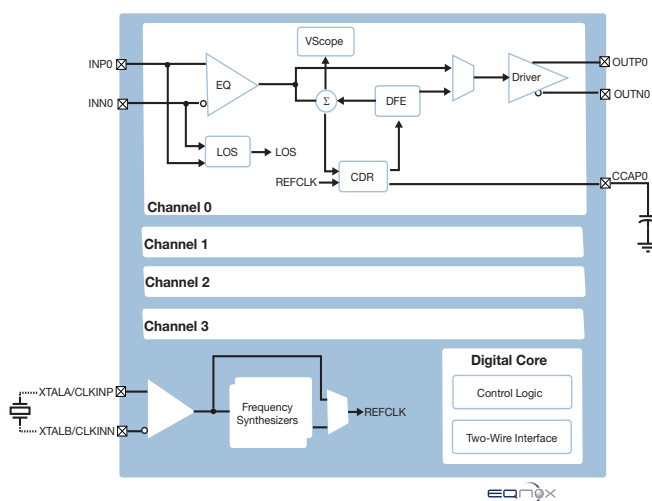 VScope
INP0
EQ
Driver
OUTP0
INN0
Σ
DFE
OUTN0
LOS
LOS
REFCLK
CDR
CCAP0
Channel 0
Channel 1
Channel 2
Channel 3
Digital Core
Control Logic
Two-Wire Interface
XTALA/CLKINP
Frequency
Synthesizers
REFCLK
XTALB/CLKINN
EQNOX